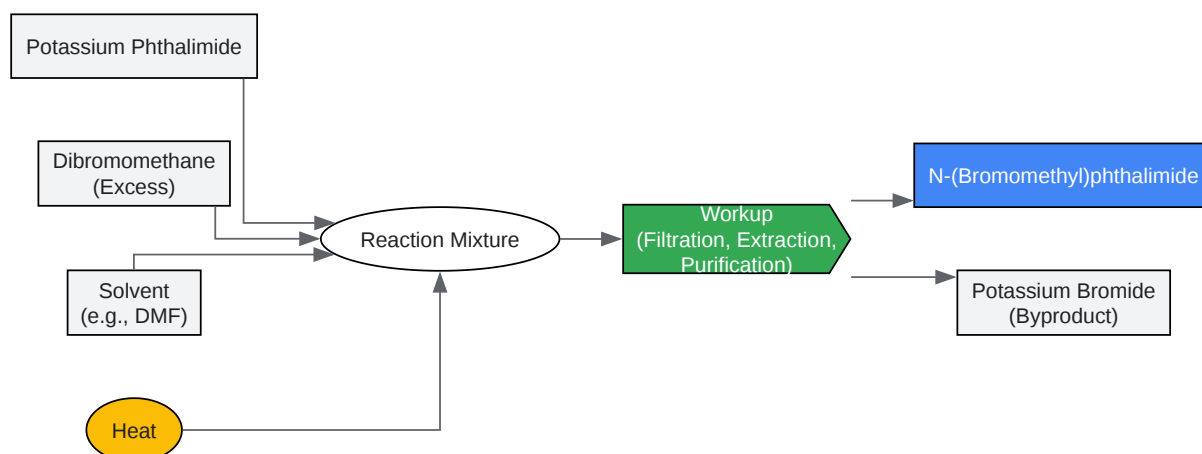 Potassium Phthalimide
Dibromomethane
(Excess)
Solvent
(e.g., DMF)
Heat
Reaction Mixture
Workup
(Filtration, Extraction,
Purification)
N-(Bromomethyl)phthalimide
Potassium Bromide
(Byproduct)